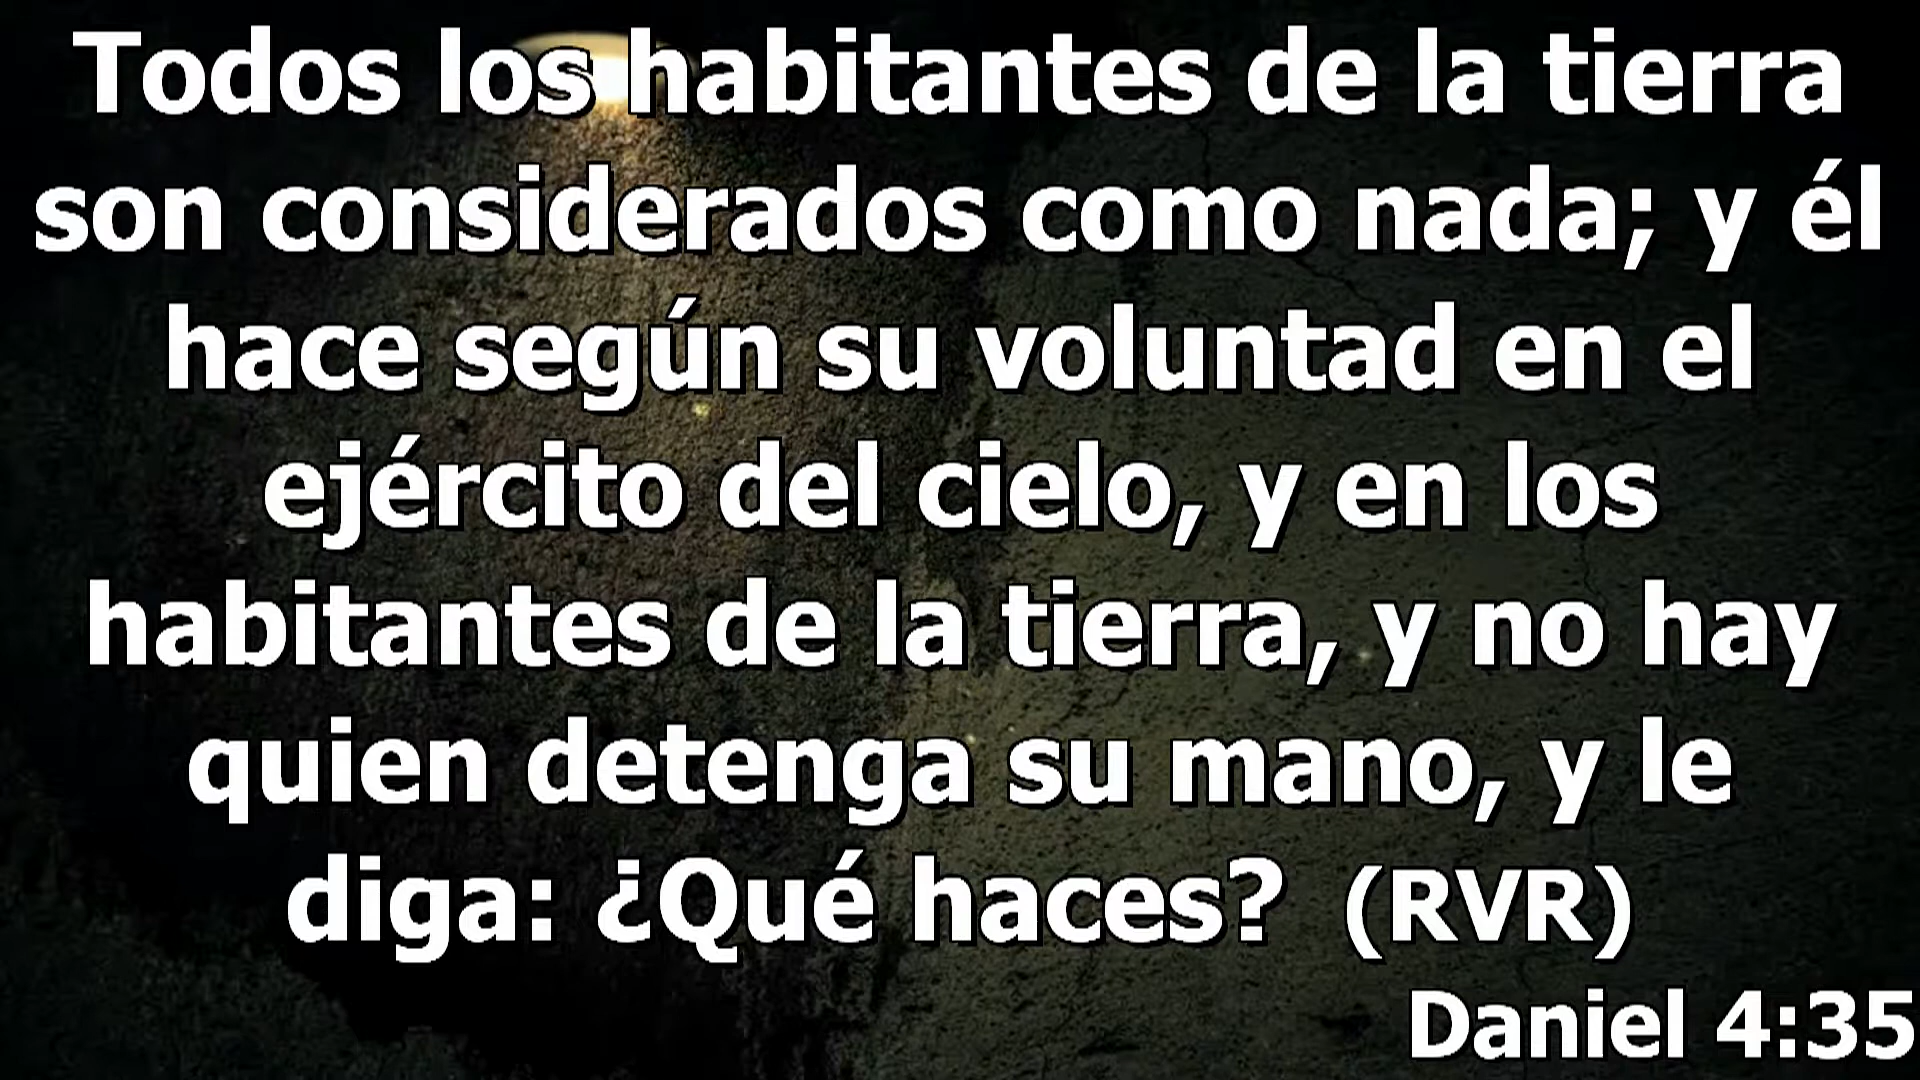 Todos los habitantes de la tierra
son considerados como nada; y él
hace según su voluntad en el
ejército del cielo, y en los
habitantes de la tierra, y no hay
quien detenga su mano, y le
diga: ¿Qué haces? (RVR)
Daniel 4:35